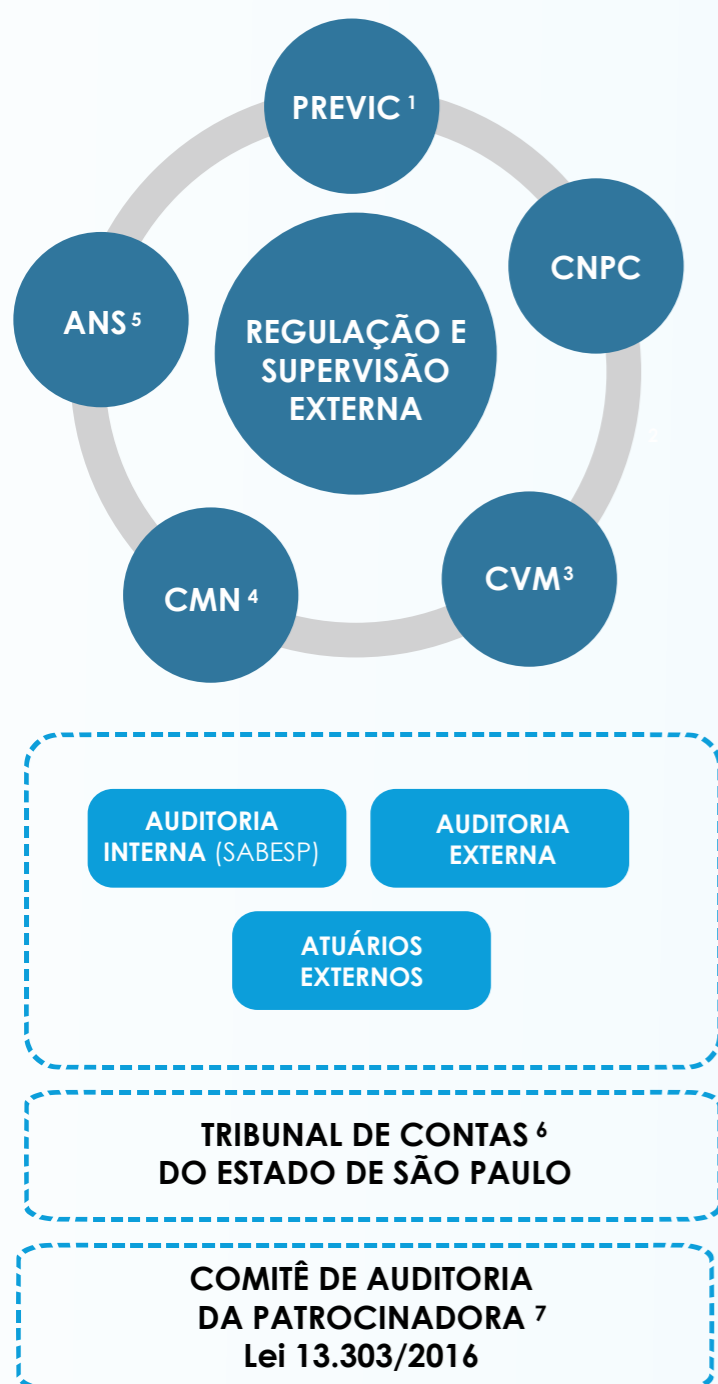 PREVIC ¹
CNPC
2
ANS ⁵
REGULAÇÃO E
SUPERVISÃO
EXTERNA
CVM ³
CMN ⁴
AUDITORIA
INTERNA (SABESP)
AUDITORIA
EXTERNA
ATUÁRIOS
EXTERNOS
TRIBUNAL DE CONTAS ⁶
DO ESTADO DE SÃO PAULO
COMITÊ DE AUDITORIA
DA PATROCINADORA ⁷
Lei 13.303/2016